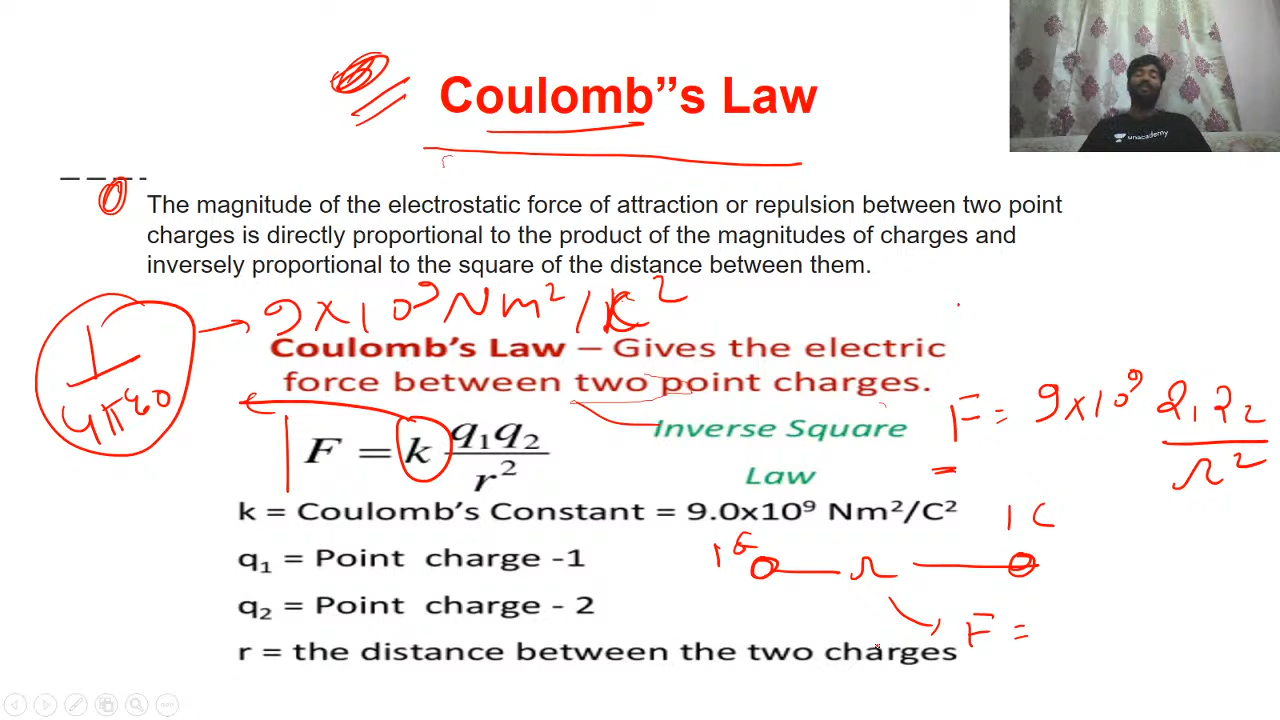 Coulomb”s Law
unacademy
The magnitude of the electrostatic force of attraction or repulsion between two point
charges is directly proportional to the product of the magnitudes of charges and
inversely proportional to the square of the distance between them.
1/4πε0 → 9×10⁹ Nm²/C²
Coulomb's Law – Gives the electric
force between two point charges.
F = k q₁q₂/r²
Inverse Square
Law
F = 9×10⁹ Q₁Q₂/r²
k = Coulomb's Constant = 9.0x10⁹ Nm²/C²
1 C
1 C
r
q₁ = Point charge -1
q₂ = Point charge - 2
F =
r = the distance between the two charges